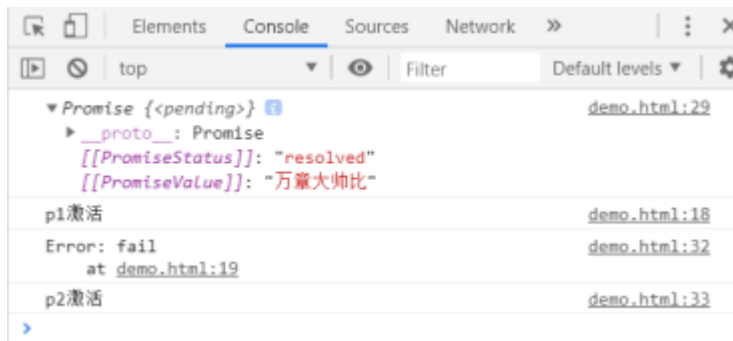 Elements Console Sources Network »
top Filter Default levels ▼
▼Promise {<pending>} demo.html:29
▶__proto__: Promise
[[PromiseStatus]]: "resolved"
[[PromiseValue]]: "万章大帅比"
p1激活 demo.html:18
Error: fail demo.html:32
at demo.html:19
p2激活 demo.html:33
>